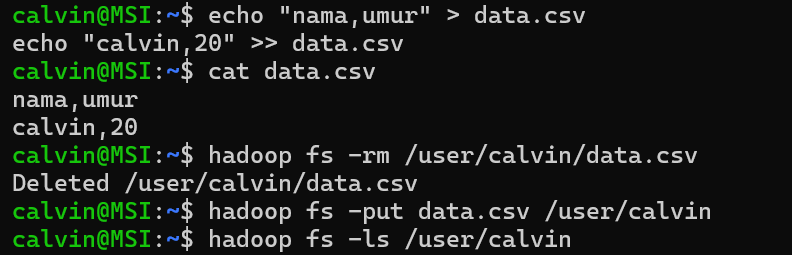 calvin@MSI:~$ echo "nama,umur" > data.csv
echo "calvin,20" >> data.csv
calvin@MSI:~$ cat data.csv
nama,umur
calvin,20
calvin@MSI:~$ hadoop fs -rm /user/calvin/data.csv
Deleted /user/calvin/data.csv
calvin@MSI:~$ hadoop fs -put data.csv /user/calvin
calvin@MSI:~$ hadoop fs -ls /user/calvin